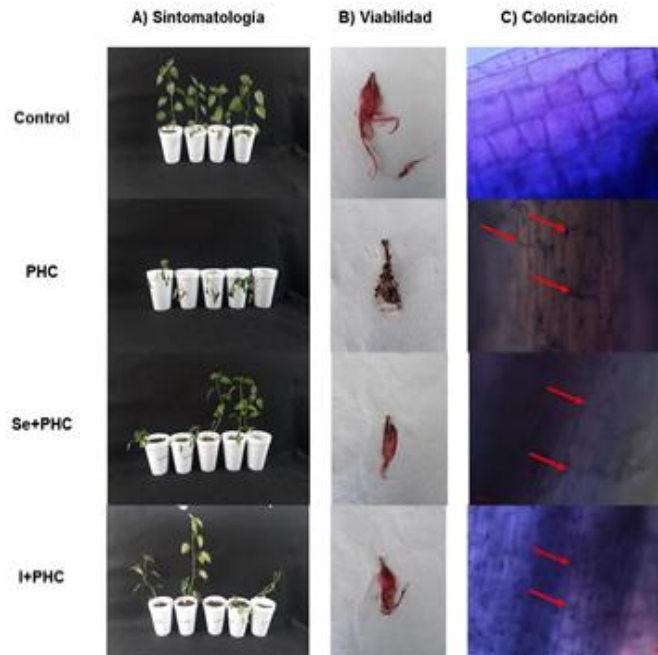 A) Sintomatología B) Viabilidad C) Colonización
Control
PHC
Se+PHC
I+PHC